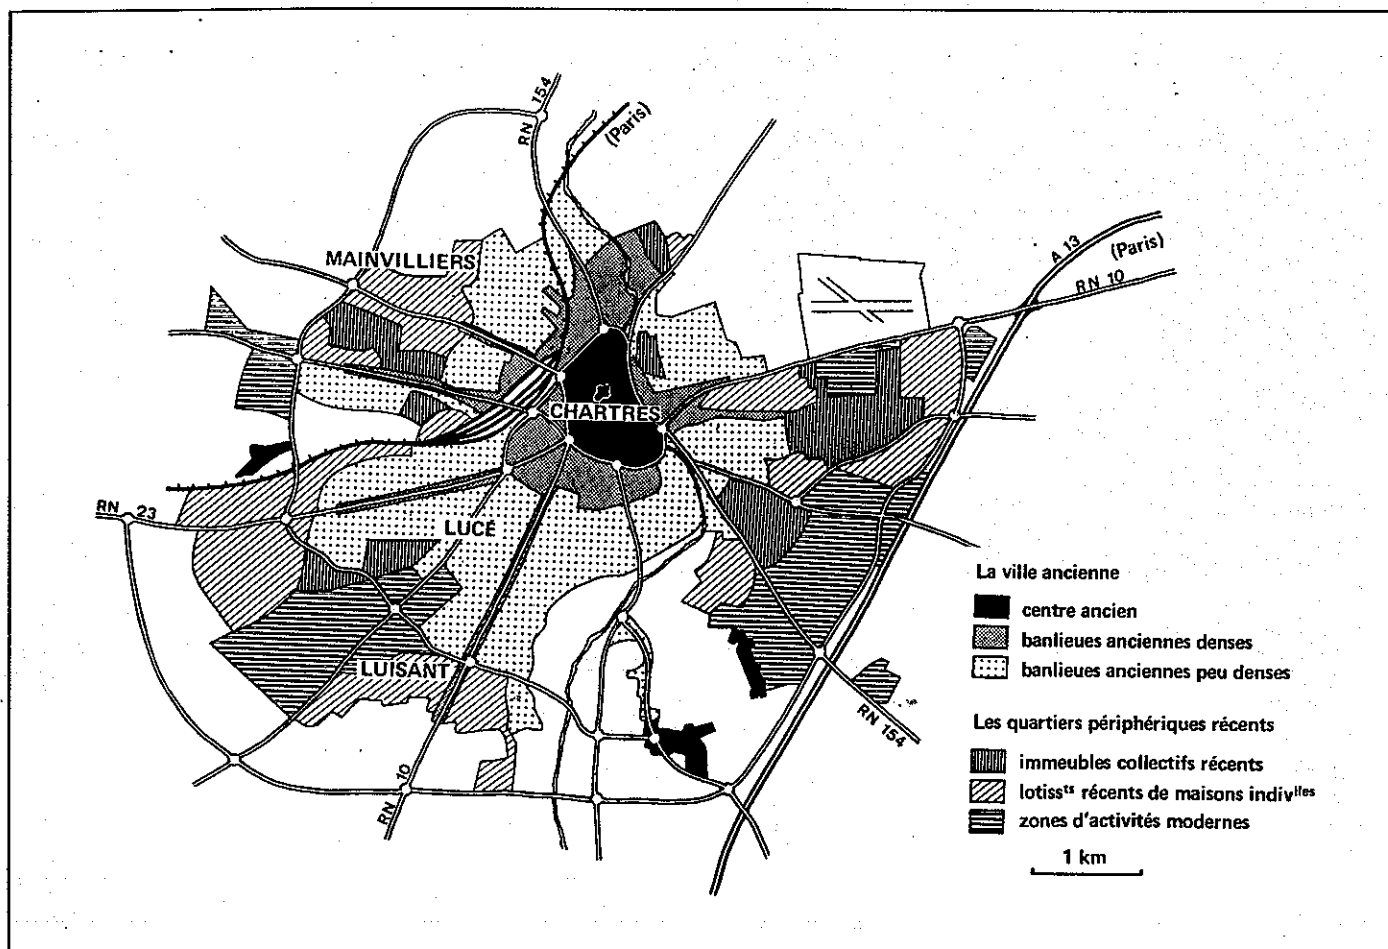 RN 154
(Paris)
MAINVILLIERS
A 13
(Paris)
RN 10
CHARTRES
RN 23
LUCÉ
LUISANT
RN 10
RN 154
La ville ancienne
centre ancien
banlieues anciennes denses
banlieues anciennes peu denses
Les quartiers périphériques récents
immeubles collectifs récents
lotissts récents de maisons indivlles
zones d'activités modernes
1 km